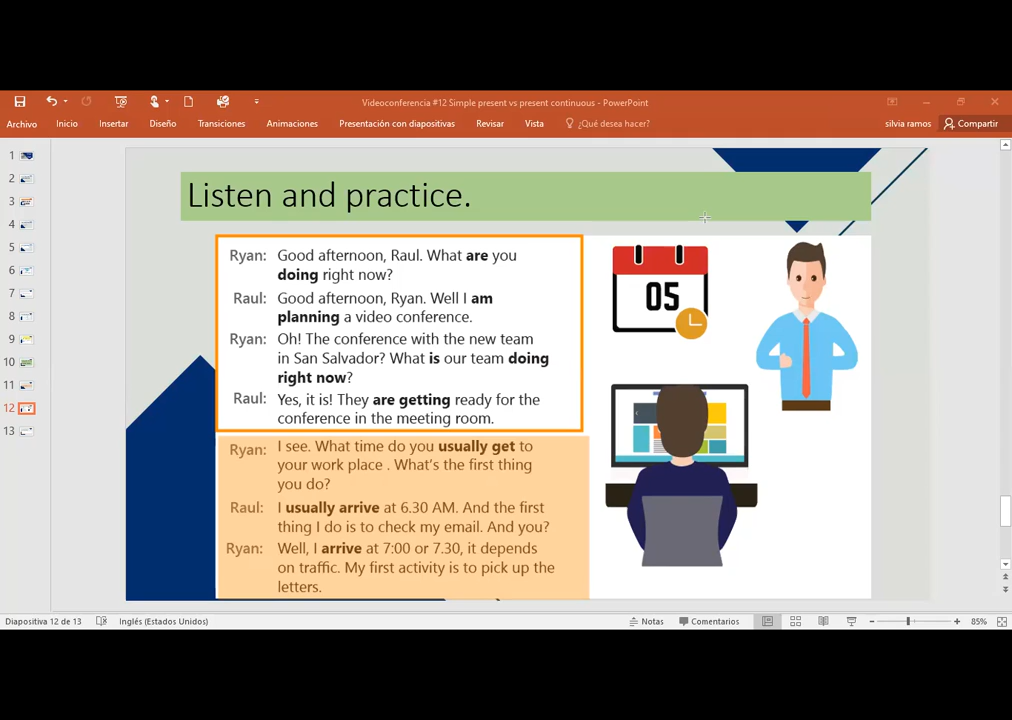 Videoconferencia #12 Simple present vs present continuous - PowerPoint
Archivo Inicio Insertar Diseño Transiciones Animaciones Presentación con diapositivas Revisar Vista ¿Qué desea hacer? silvia ramos Compartir
1
2
3
4
5
6
7
8
9
10
11
12
13
Listen and practice.
Ryan: Good afternoon, Raul. What are you
doing right now?
Raul: Good afternoon, Ryan. Well I am
planning a video conference.
Ryan: Oh! The conference with the new team
in San Salvador? What is our team doing
right now?
Raul: Yes, it is! They are getting ready for the
conference in the meeting room.
Ryan: I see. What time do you usually get to
your work place . What's the first thing
you do?
Raul: I usually arrive at 6.30 AM. And the first
thing I do is to check my email. And you?
Ryan: Well, I arrive at 7:00 or 7.30, it depends
on traffic. My first activity is to pick up the
letters.
05
Diapositiva 12 de 13 Inglés (Estados Unidos) Notas Comentarios 85%